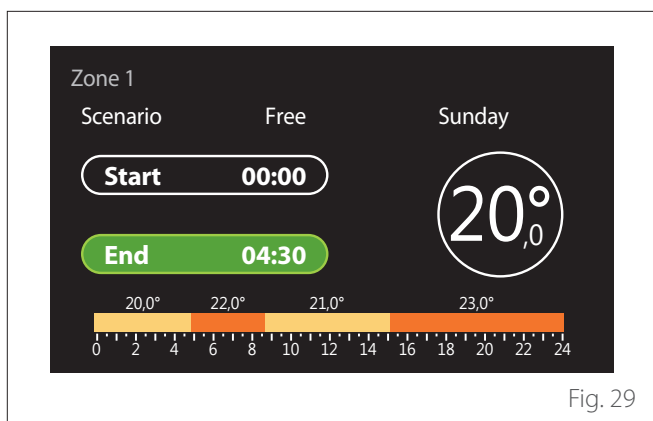 Zone 1
Scenario Free Sunday
Start 00:00
20°,0
End 04:30
20,0° 22,0° 21,0° 23,0°
0 2 4 6 8 10 12 14 16 18 20 22 24
Fig. 29